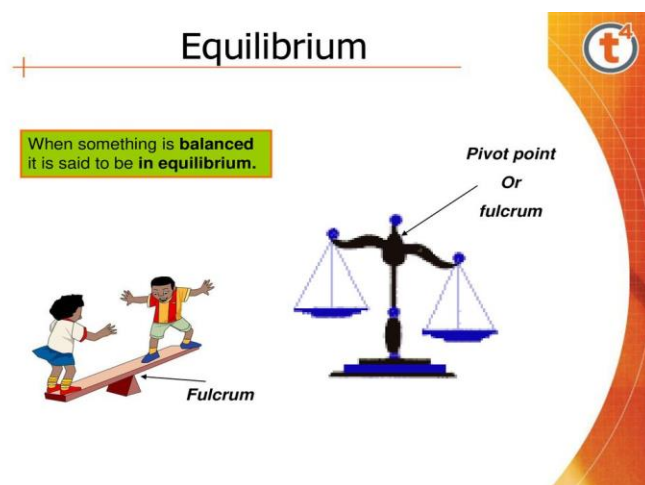 Equilibrium
t4
When something is balanced
it is said to be in equilibrium.
Pivot point
Or
fulcrum
Fulcrum